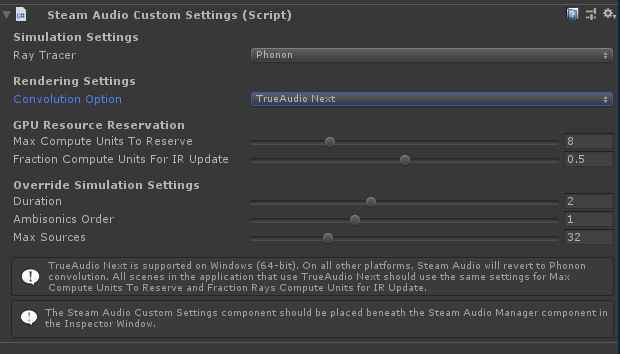 Steam Audio Custom Settings (Script)
Simulation Settings
Ray Tracer Phonon
Rendering Settings
Convolution Option TrueAudio Next
GPU Resource Reservation
Max Compute Units To Reserve 8
Fraction Compute Units For IR Update 0.5
Override Simulation Settings
Duration 2
Ambisonics Order 1
Max Sources 32
TrueAudio Next is supported on Windows (64-bit). On all other platforms, Steam Audio will revert to Phonon
convolution. All scenes in the application that use TrueAudio Next should use the same settings for Max
Compute Units To Reserve and Fraction Rays Compute Units for IR Update.
The Steam Audio Custom Settings component should be placed beneath the Steam Audio Manager component in
the Inspector Window.